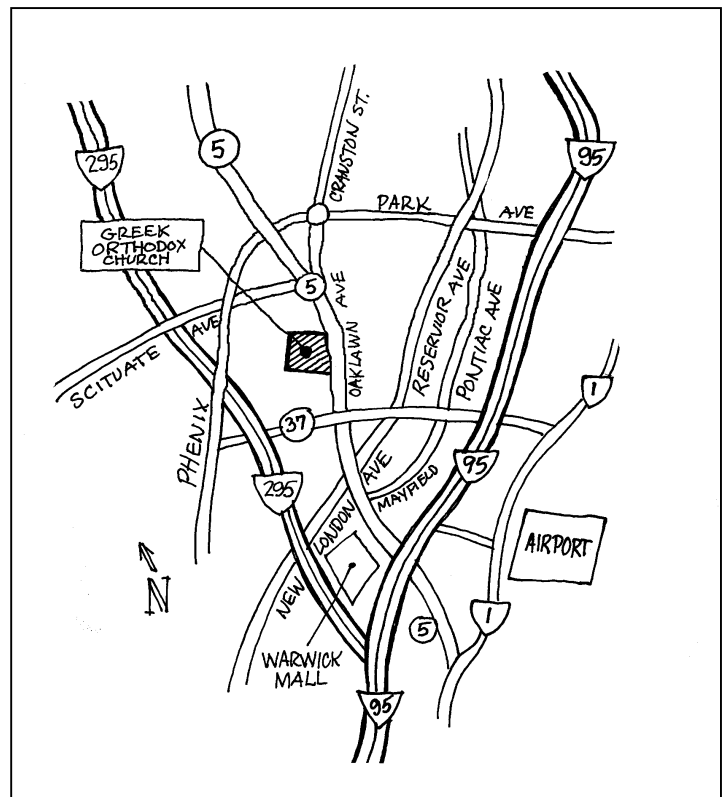 295
5
CRANSTON ST.
95
PARK AVE
GREEK
ORTHODOX
CHURCH
5
AVE
OAKLAWN
SCITUATE AVE
RESERVIOR AVE
PONTIAC AVE
1
PHENIX
37
95
295
AVE
MAYFIELD
NEW LONDON
AIRPORT
N
1
5
WARWICK
MALL
95